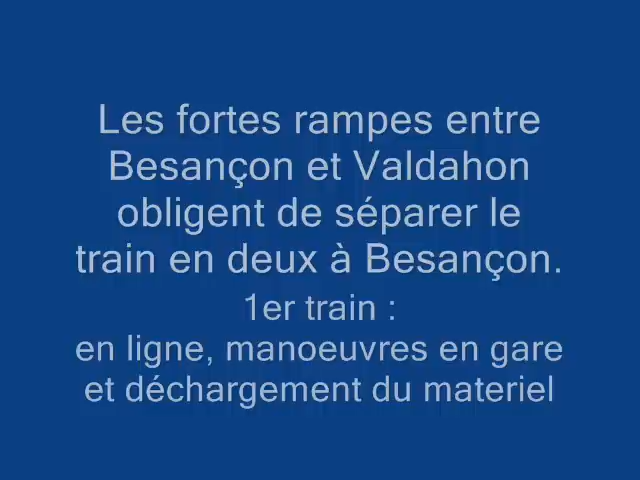 Les fortes rampes entre
Besançon et Valdahon
obligent de séparer le
train en deux à Besançon.
1er train :
en ligne, manoeuvres en gare
et déchargement du materiel